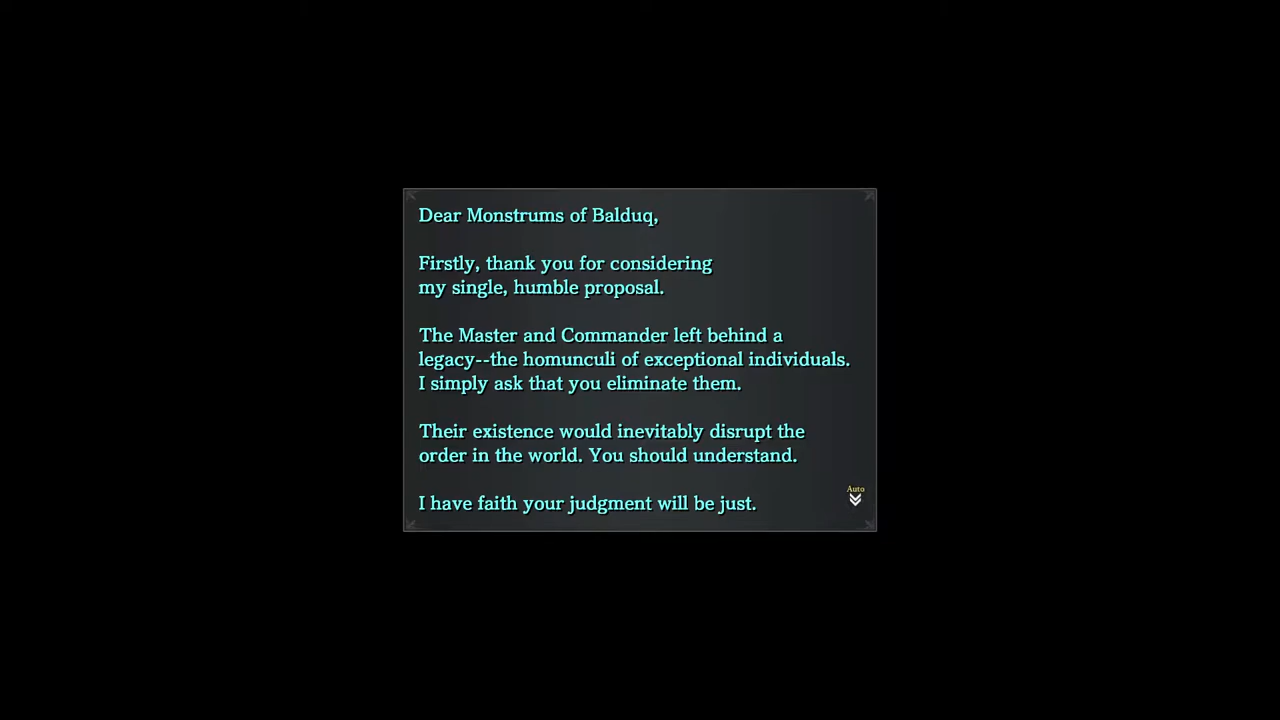 Dear Monstrums of Balduq,
Firstly, thank you for considering
my single, humble proposal.
The Master and Commander left behind a
legacy--the homunculi of exceptional individuals.
I simply ask that you eliminate them.
Their existence would inevitably disrupt the
order in the world. You should understand.
I have faith your judgment will be just.
Auto